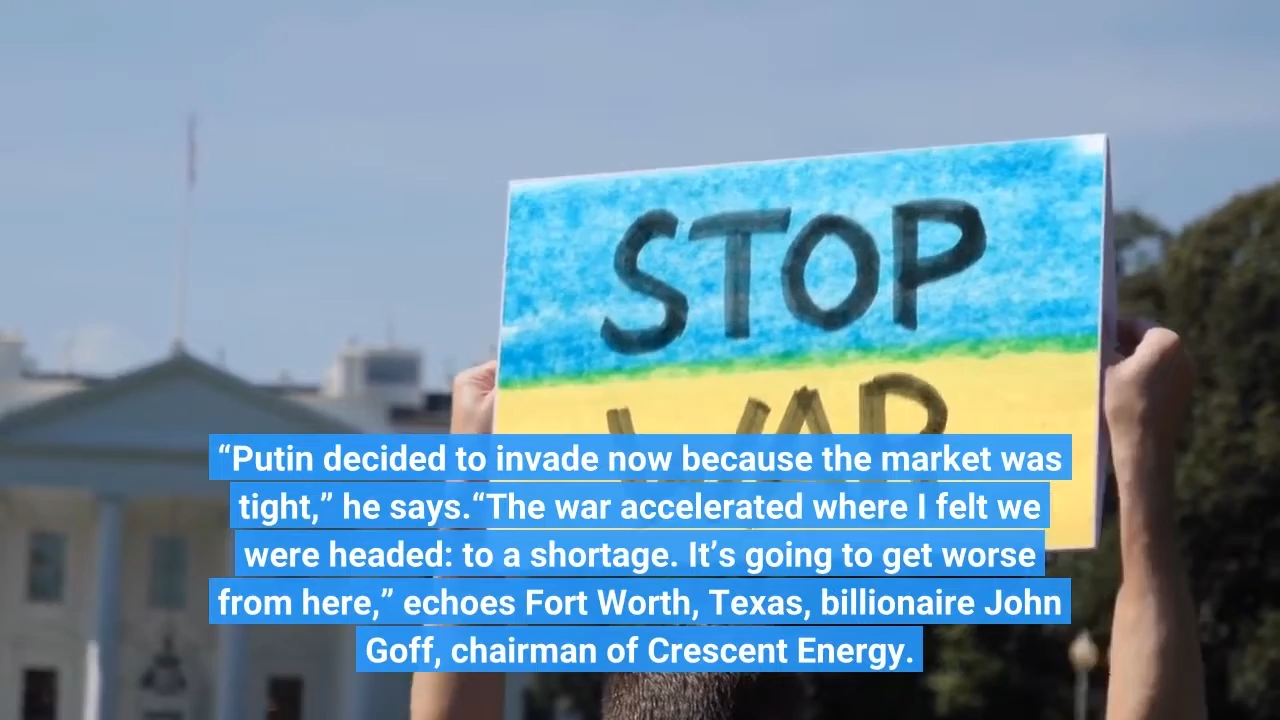 STOP
WAR
“Putin decided to invade now because the market was
tight,” he says.“The war accelerated where I felt we
were headed: to a shortage. It’s going to get worse
from here,” echoes Fort Worth, Texas, billionaire John
Goff, chairman of Crescent Energy.